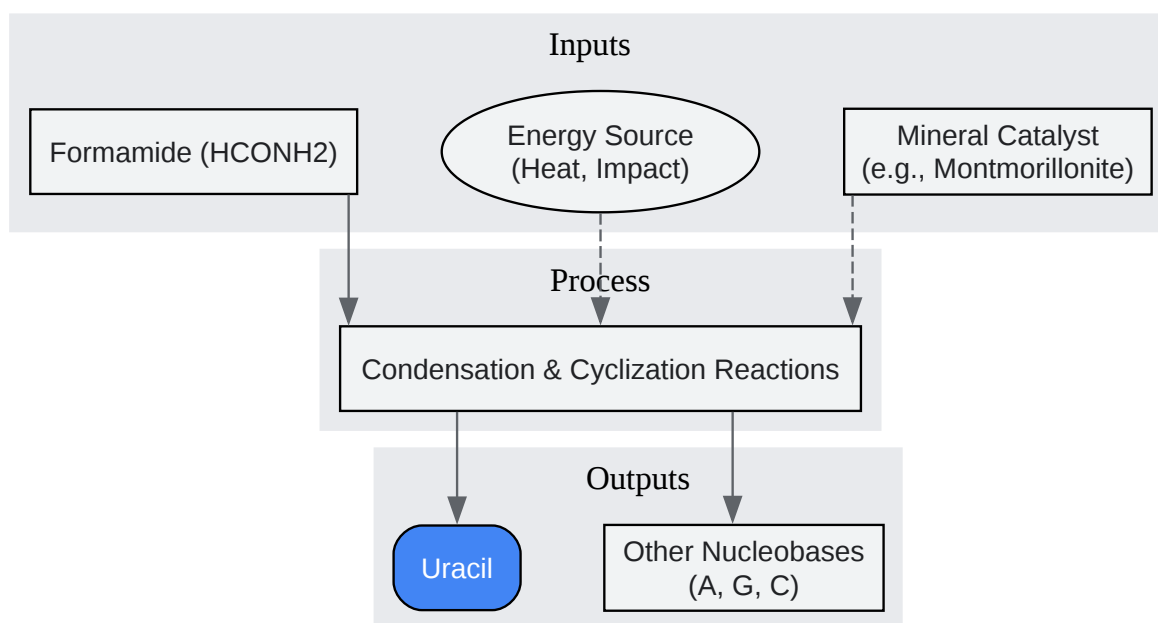 Inputs
Formamide (HCONH2)
Energy Source
(Heat, Impact)
Mineral Catalyst
(e.g., Montmorillonite)
Process
Condensation & Cyclization Reactions
Outputs
Uracil
Other Nucleobases
(A, G, C)